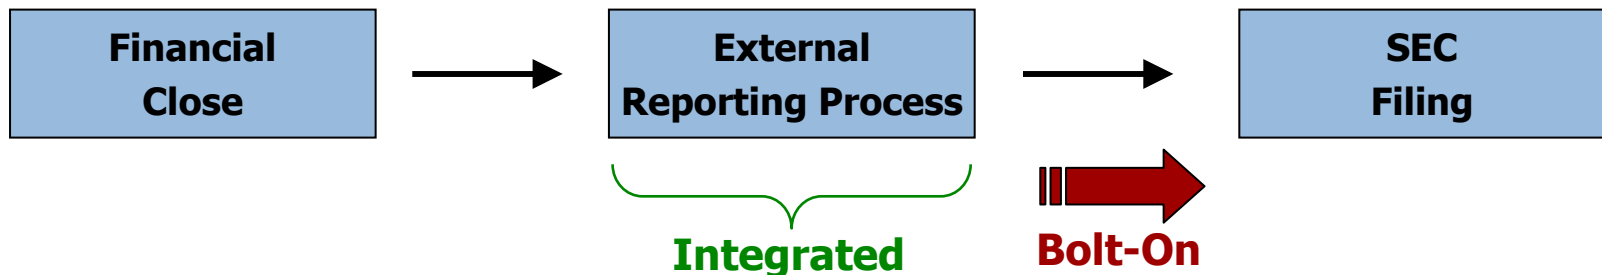 Financial
Close
External
Reporting Process
SEC
Filing
Integrated
Bolt-On